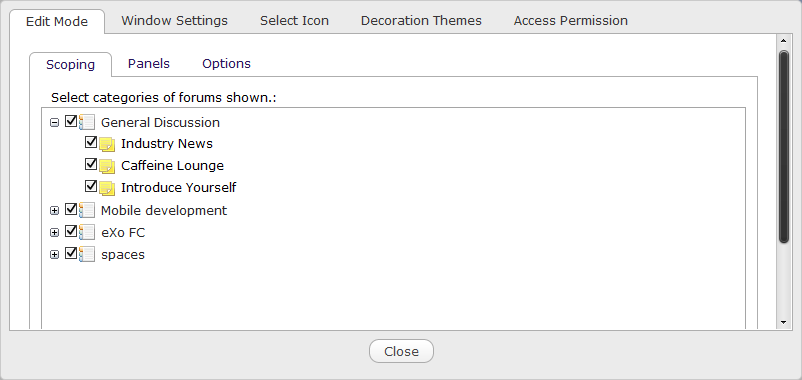 Edit Mode Window Settings Select Icon Decoration Themes Access Permission
Scoping Panels Options
Select categories of forums shown.:
General Discussion
Industry News
Caffeine Lounge
Introduce Yourself
Mobile development
eXo FC
spaces
Close